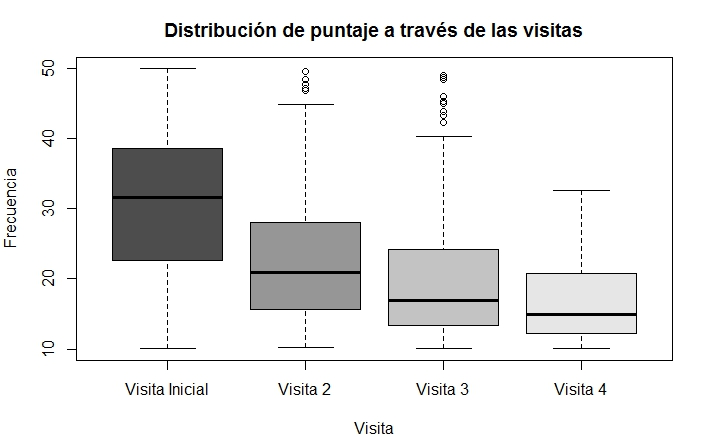 Distribución de puntaje a través de las visitas
Frecuencia
50
40
30
20
10
Visita Inicial
Visita 2
Visita 3
Visita 4
Visita